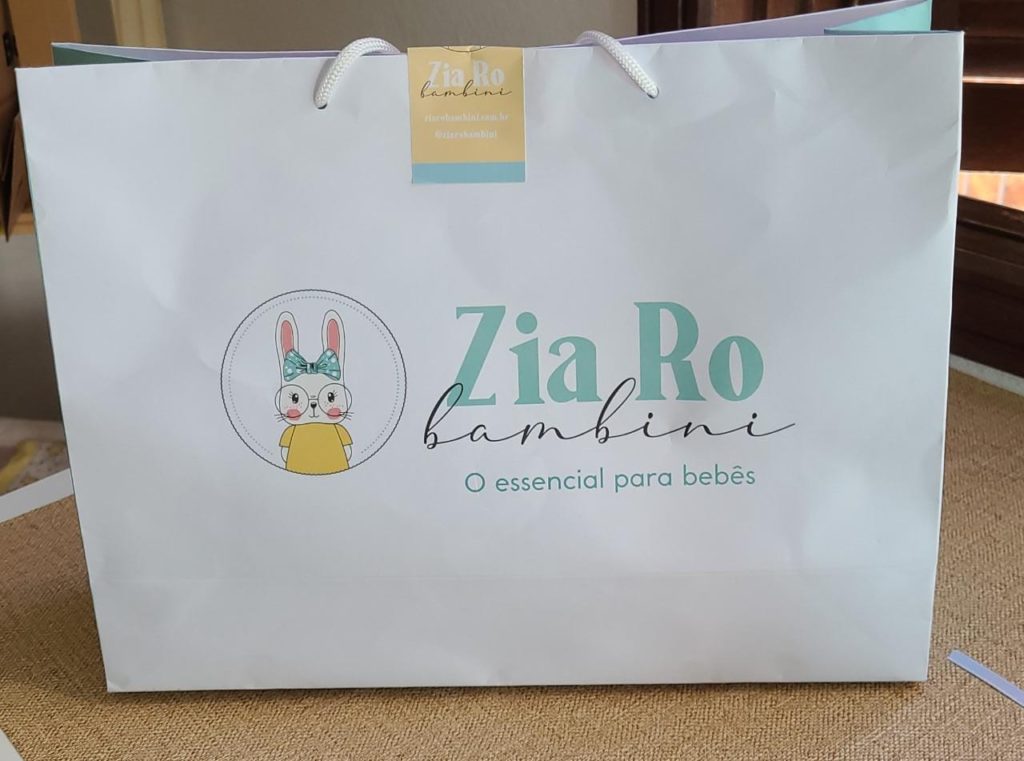 Zia Ro
bambini
ziarobambini.com.br
@ziarobambini
Zia Ro
bambini
O essencial para bebês